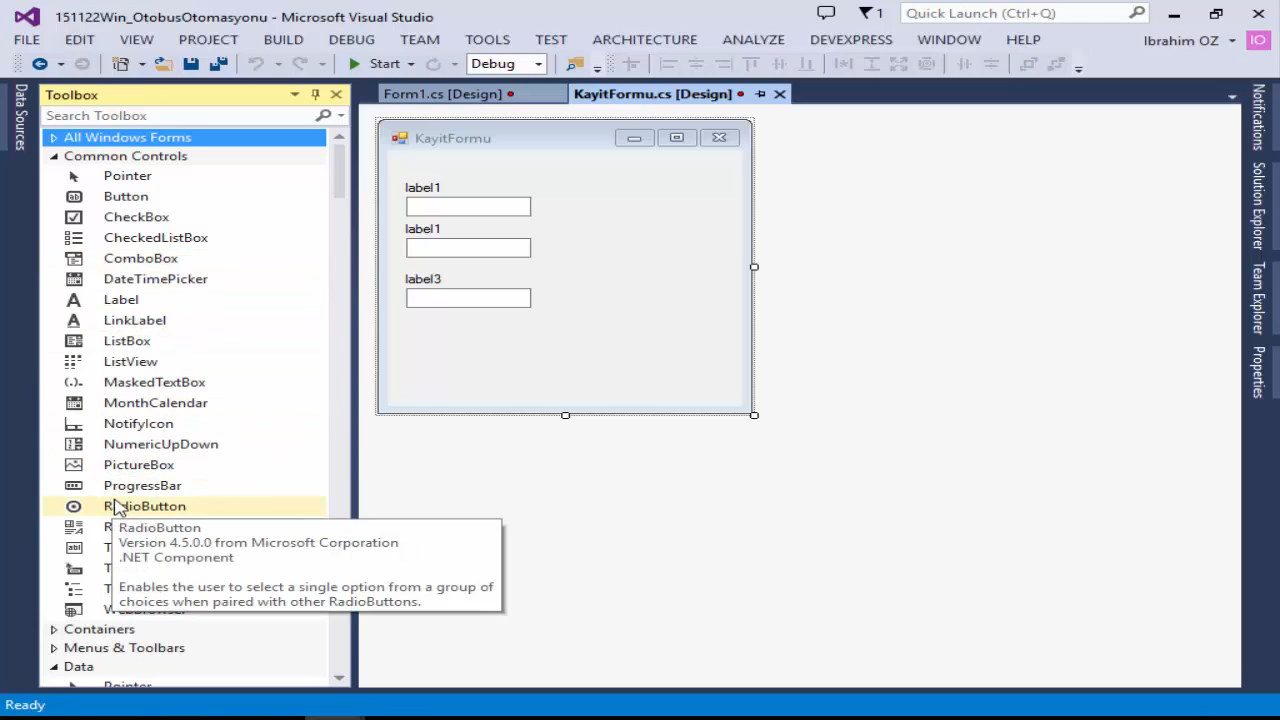 151122Win_OtobusOtomasyonu - Microsoft Visual Studio
1
Quick Launch (Ctrl+Q)
FILE EDIT VIEW PROJECT BUILD DEBUG TEAM TOOLS TEST ARCHITECTURE ANALYZE DEVEXPRESS WINDOW HELP
Ibrahim OZ
IO
Start
Debug
Data Sources
Toolbox
Search Toolbox
All Windows Forms
Common Controls
Pointer
Button
CheckBox
CheckedListBox
ComboBox
DateTimePicker
Label
LinkLabel
ListBox
ListView
MaskedTextBox
MonthCalendar
NotifyIcon
NumericUpDown
PictureBox
ProgressBar
RadioButton
RadioButton
Version 4.5.0.0 from Microsoft Corporation
.NET Component
Enables the user to select a single option from a group of
choices when paired with other RadioButtons.
Containers
Menus & Toolbars
Data
Pointer
Form1.cs [Design]
KayitFormu.cs [Design]
KayitFormu
label1
label1
label3
Notifications
Solution Explorer
Team Explorer
Properties
Ready